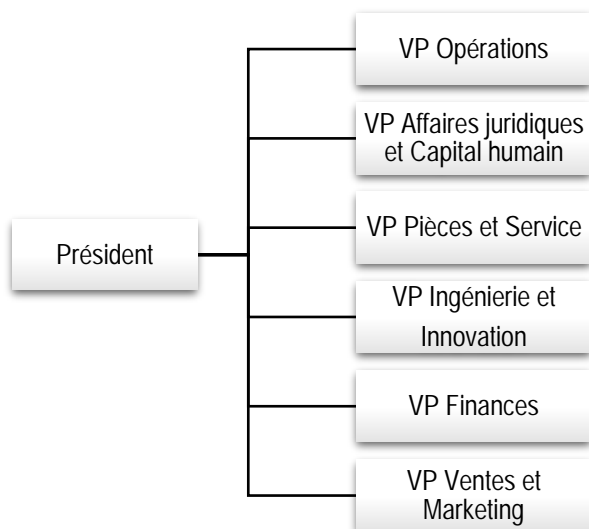 VP Opérations
VP Affaires juridiques
et Capital humain
VP Pièces et Service
Président
VP Ingénierie et
Innovation
VP Finances
VP Ventes et
Marketing